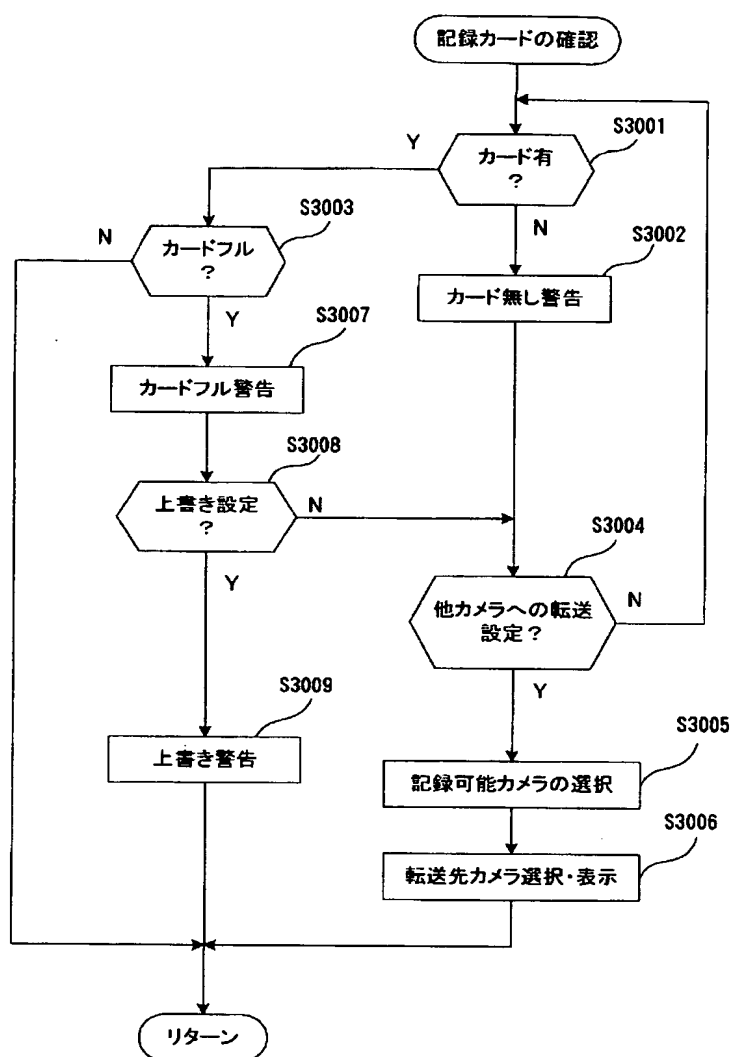 記録カードの確認
S3001
Y
カード有
?
S3003
N
S3002
N
カードフル
?
カード無し警告
Y
S3007
カードフル警告
S3008
上書き設定
?
N
S3004
Y
他カメラへの転送
設定?
N
Y
S3009
上書き警告
S3005
記録可能カメラの選択
S3006
転送先カメラ選択・表示
リターン